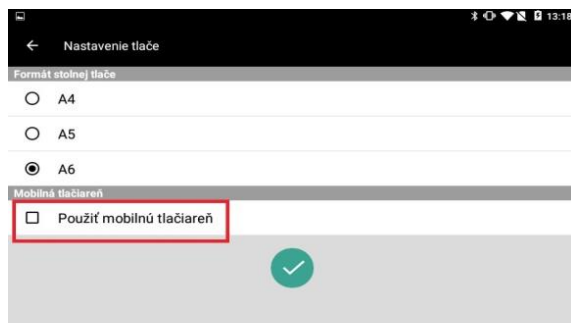 13:18
Nastavenie tlače
Formát stolnej tlače
A4
A5
A6
Mobilná tlačiareň
Použiť mobilnú tlačiareň